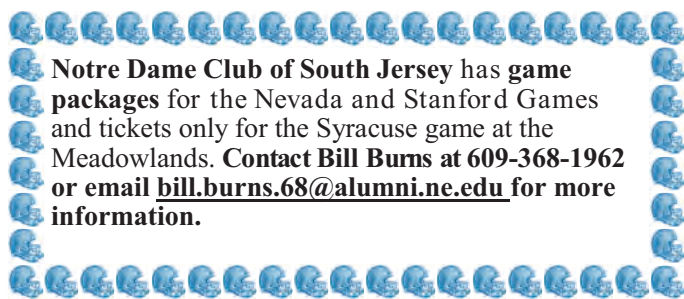 Notre Dame Club of South Jersey has game
packages for the Nevada and Stanford Games
and tickets only for the Syracuse game at the
Meadowlands. Contact Bill Burns at 609-368-1962
or email bill.burns.68@alumni.ne.edu for more
information.